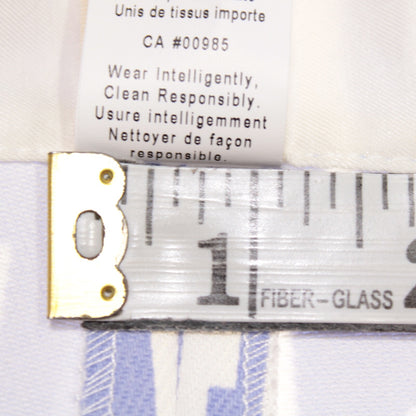 Unis de tissus importe
CA #00985
Wear Intelligently,
Clean Responsibly.
Usure intelligemment
Nettoyer de façon
responsible.
1 FIBER-GLASS 2